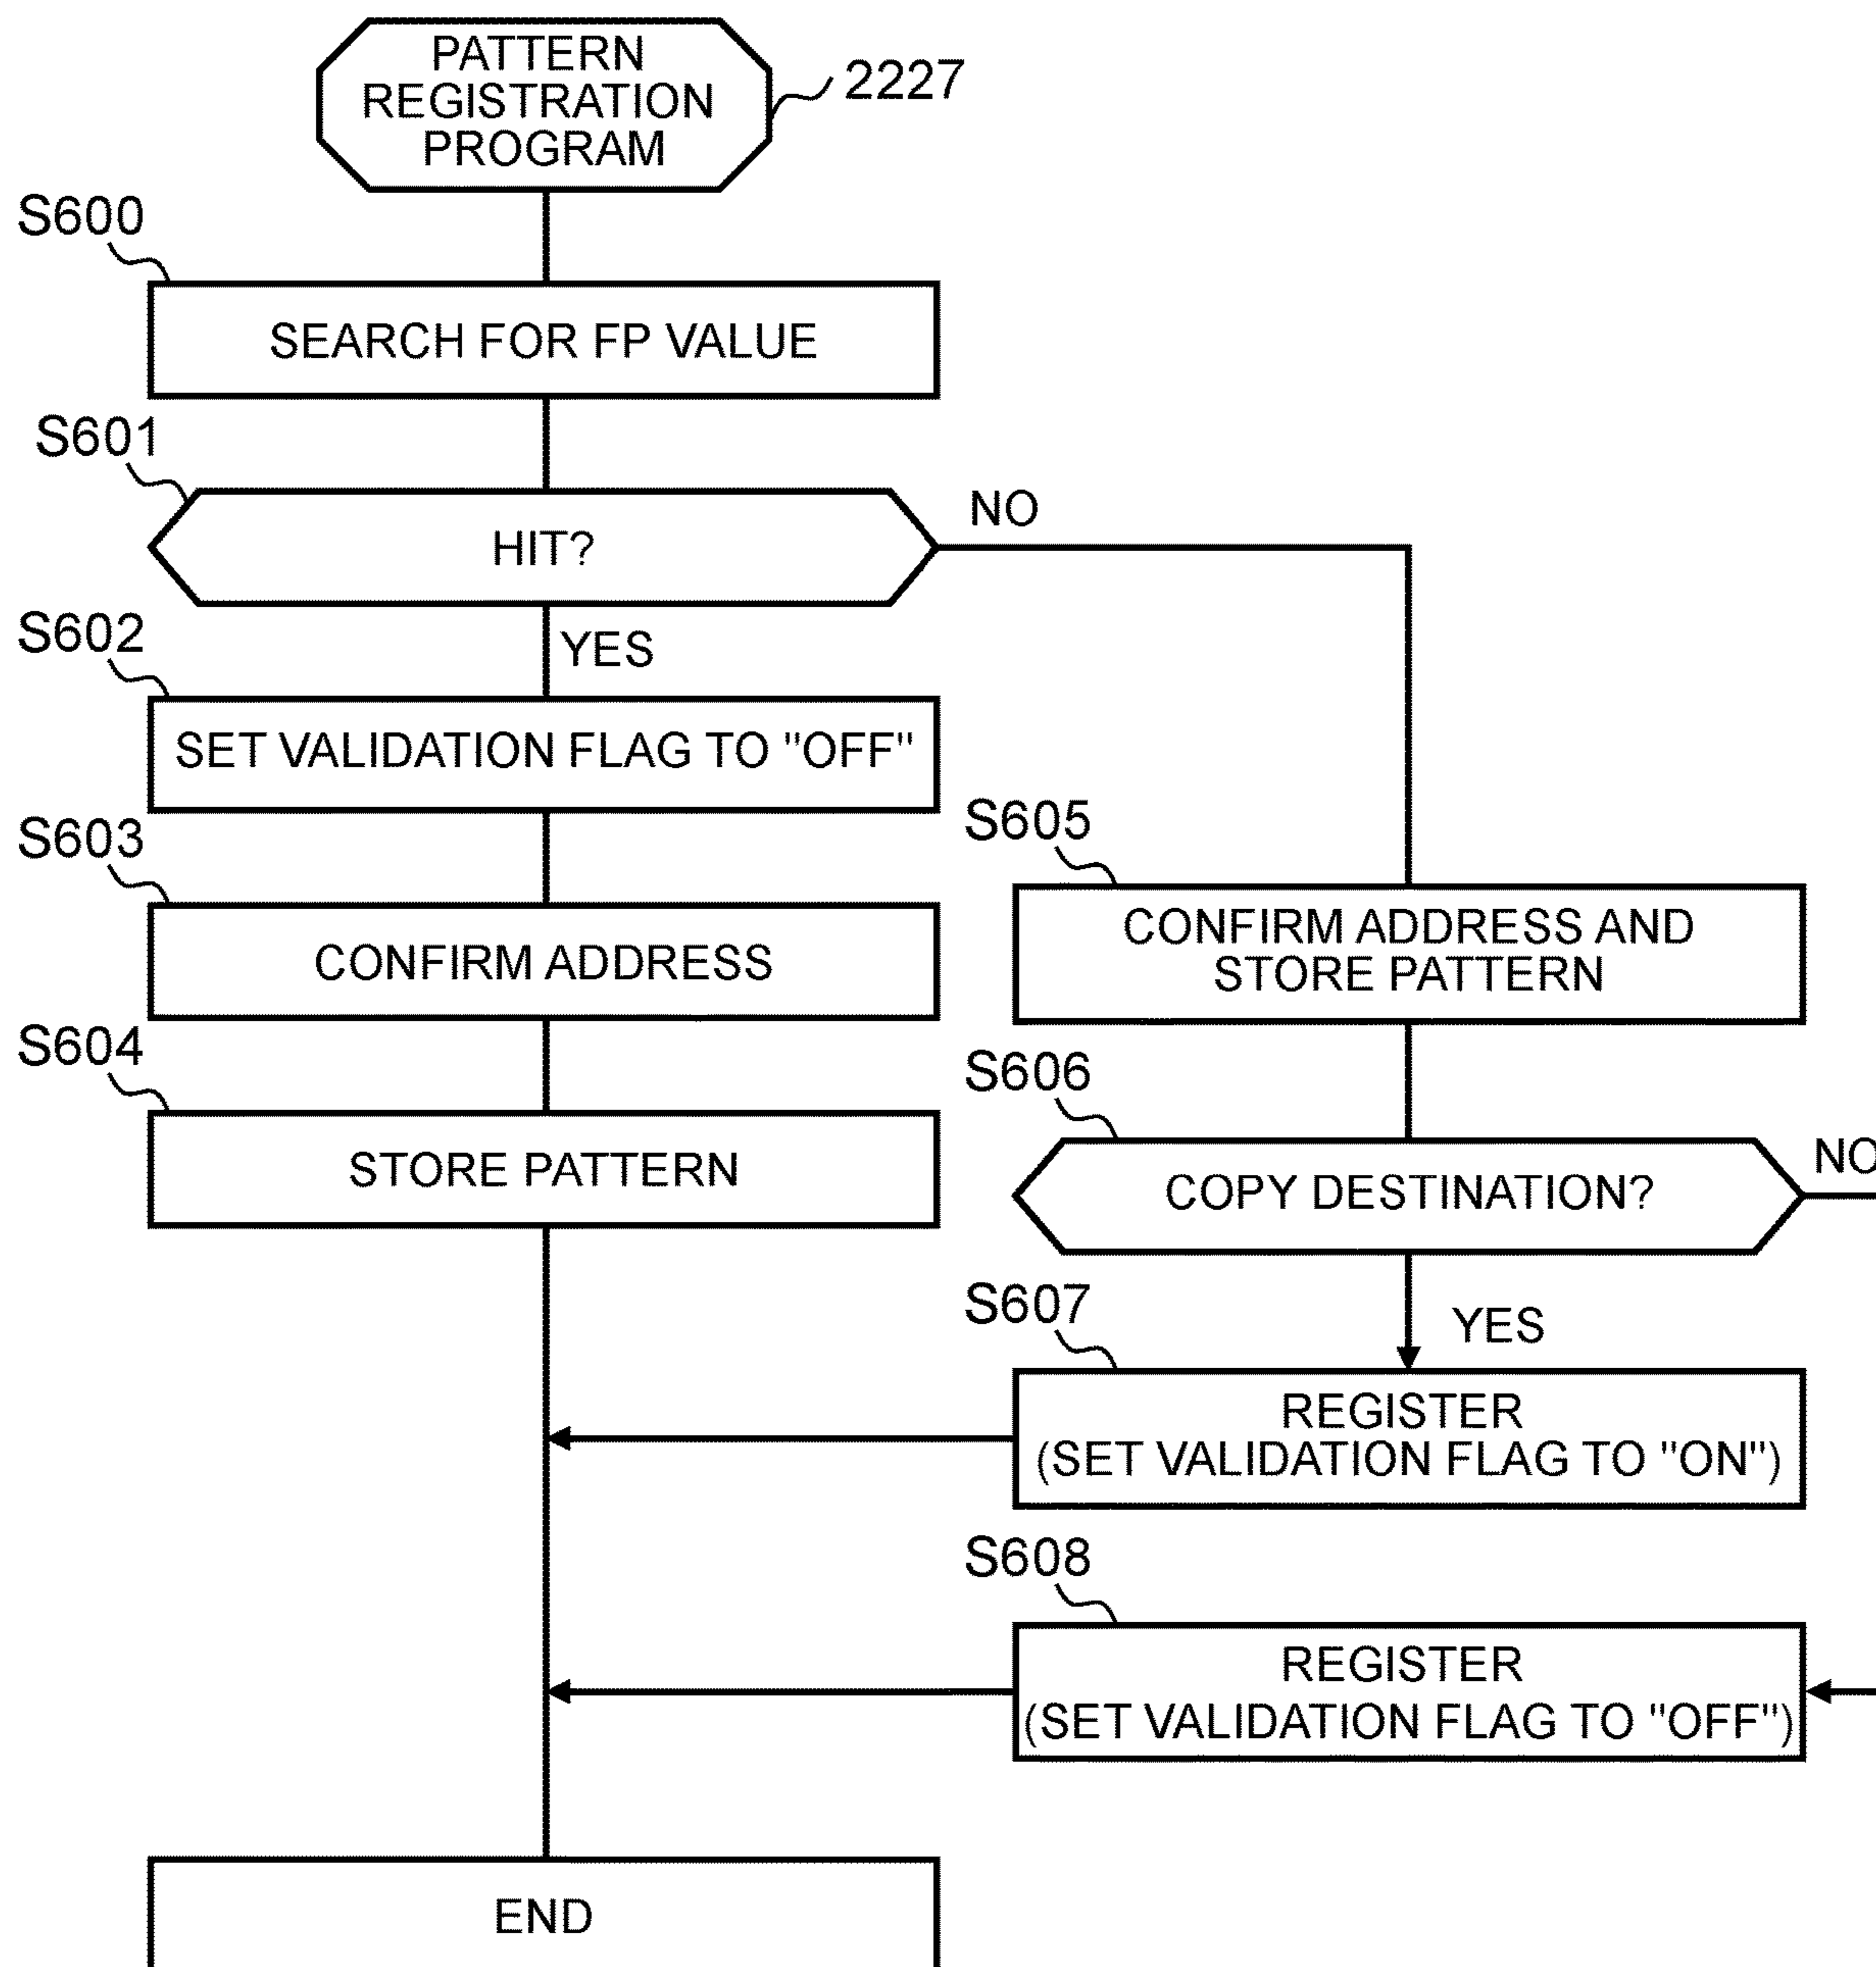 PATTERN
REGISTRATION
PROGRAM
2227
S600
SEARCH FOR FP VALUE
S601
HIT?
NO
YES
S602
SET VALIDATION FLAG TO "OFF"
S603
CONFIRM ADDRESS
S604
STORE PATTERN
S605
CONFIRM ADDRESS AND
STORE PATTERN
S606
COPY DESTINATION?
NO
YES
S607
REGISTER
(SET VALIDATION FLAG TO "ON")
S608
REGISTER
(SET VALIDATION FLAG TO "OFF")
END